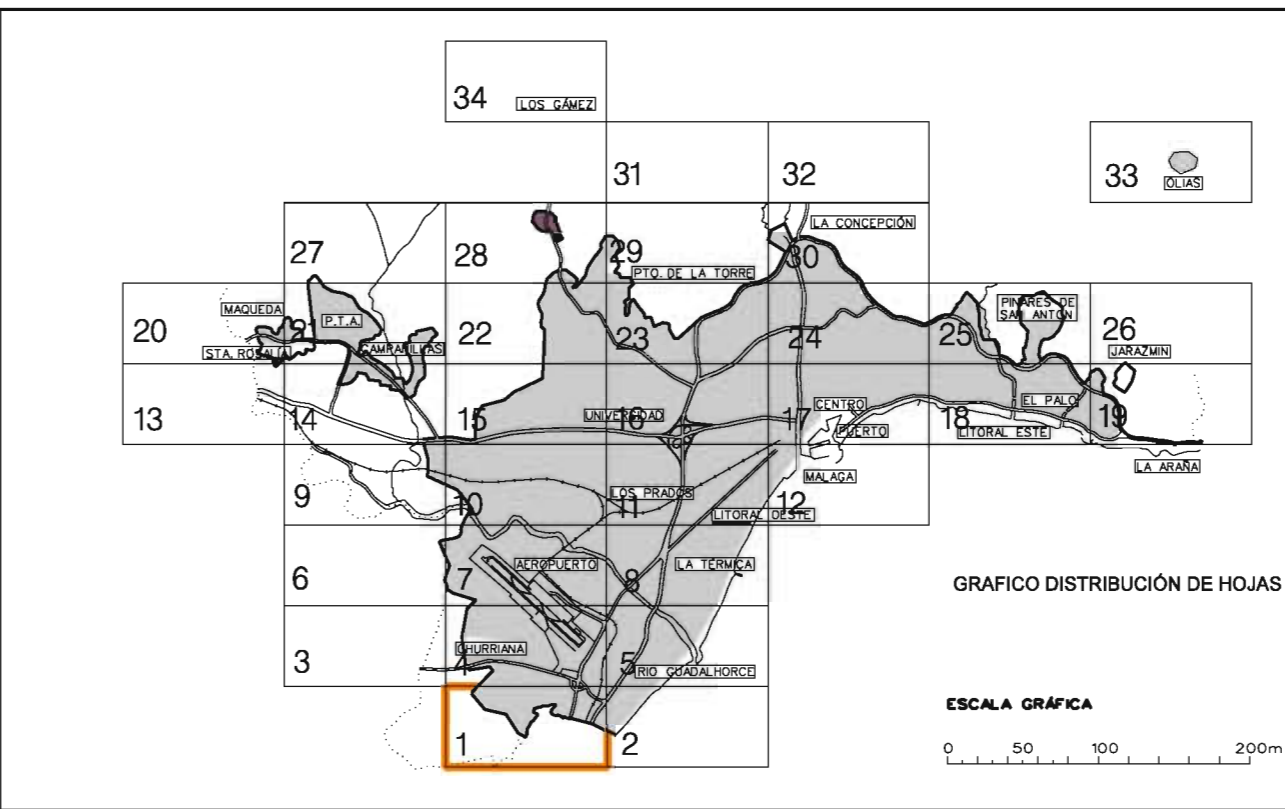 34 LOS GÁMEZ
31 32 33
OLIAS
LA CONCEPCIÓN
27 28 29 30
PTO. DE LA TORRE
MAQUEDA P.T.A. PINARES DE
SAN ANTON
20 22 23 24 25 26
STA. ROSALIA CAMPANILLAS JARAZMIN
13 14 15 UNIVERSIDAD 16 17 CENTRO 18 EL PALO 19
PUERTO LITORAL ESTE
MALAGA LA ARAÑA
9 10 LOS PRADOS 11 12
LITORAL OESTE
6 7 AEROPUERTO 8 LA TÉRMICA
GRAFICO DISTRIBUCIÓN DE HOJAS
3 CHURRIANA 5 RIO GUADALHORCE
1 2
ESCALA GRÁFICA
0 50 100 200m